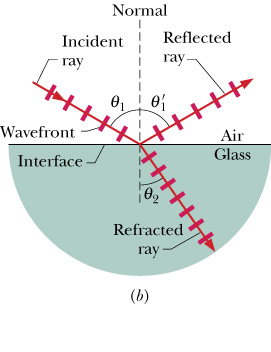 Normal
Incident
ray
Reflected
ray
θ₁
θ₁′
Wavefront
Interface
Air
Glass
θ₂
Refracted
ray
(b)